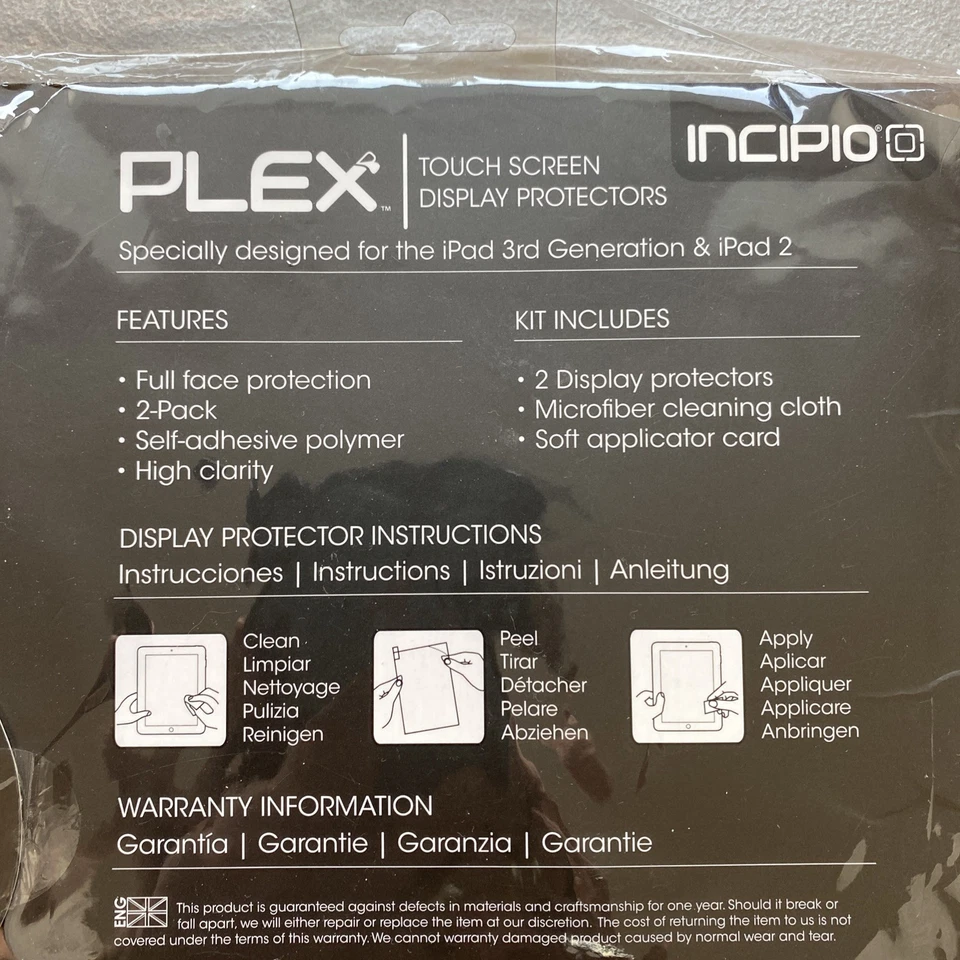 PLEX™
TOUCH SCREEN
DISPLAY PROTECTORS
INCIPIO®
Specially designed for the iPad 3rd Generation & iPad 2
FEATURES
• Full face protection
• 2-Pack
• Self-adhesive polymer
• High clarity
KIT INCLUDES
• 2 Display protectors
• Microfiber cleaning cloth
• Soft applicator card
DISPLAY PROTECTOR INSTRUCTIONS
Instrucciones | Instructions | Istruzioni | Anleitung
Clean
Limpiar
Nettoyage
Pulizia
Reinigen
Peel
Tirar
Détacher
Pelare
Abziehen
Apply
Aplicar
Appliquer
Applicare
Anbringen
WARRANTY INFORMATION
Garantía | Garantie | Garanzia | Garantie
ENG
This product is guaranteed against defects in materials and craftsmanship for one year. Should it break or
fall apart, we will either repair or replace the item at our discretion. The cost of returning the item to us is not
covered under the terms of this warranty. We cannot warranty damaged product caused by normal wear and tear.